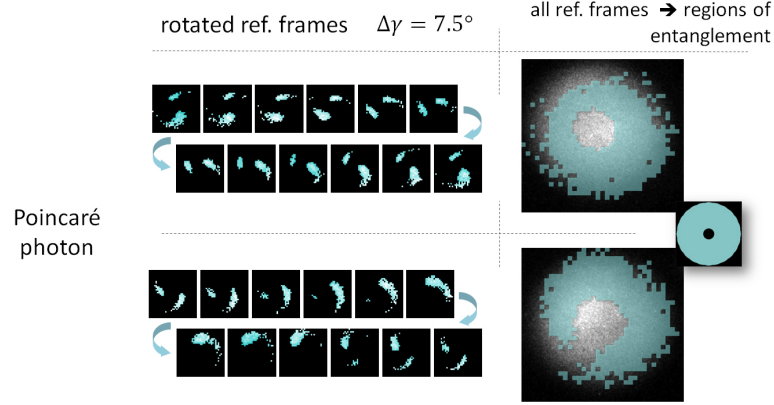 rotated ref. frames Δγ = 7.5°
all ref. frames ➔ regions of
entanglement
Poincaré
photon